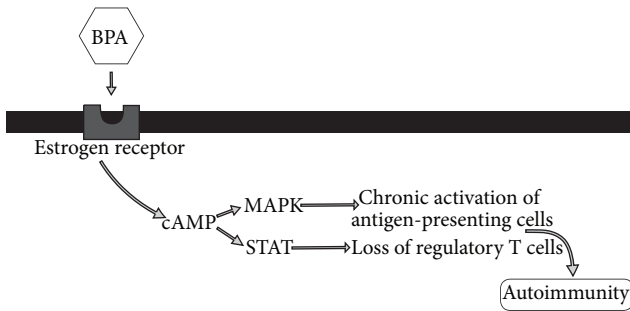 BPA
Estrogen receptor
cAMP
MAPK
Chronic activation of
antigen-presenting cells
STAT
Loss of regulatory T cells
Autoimmunity